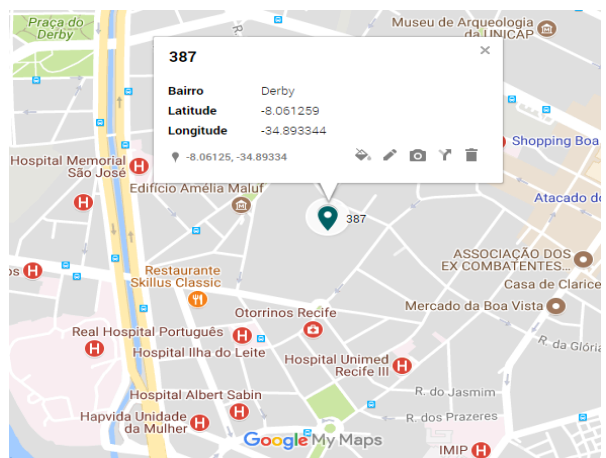 Praça do
Derby
Museu de Arqueologia
da UNICAP
387
Bairro Derby
Latitude -8.061259
Longitude -34.893344
-8.06125, -34.89334
Shopping Boa
Hospital Memorial
São José
Edifício Amélia Maluf
Atacado do
387
ASSOCIAÇÃO DOS
EX COMBATENTES...
Casa de Clarice
os
Restaurante
Skillus Classic
Mercado da Boa Vista
Otorrinos Recife
Real Hospital Português
Hospital Ilha do Leite
R. da Glória
Hospital Unimed
Recife III
Hospital Albert Sabin
R. do Jasmim
Hapvida Unidade
da Mulher
R. dos Prazeres
Google My Maps
IMIP